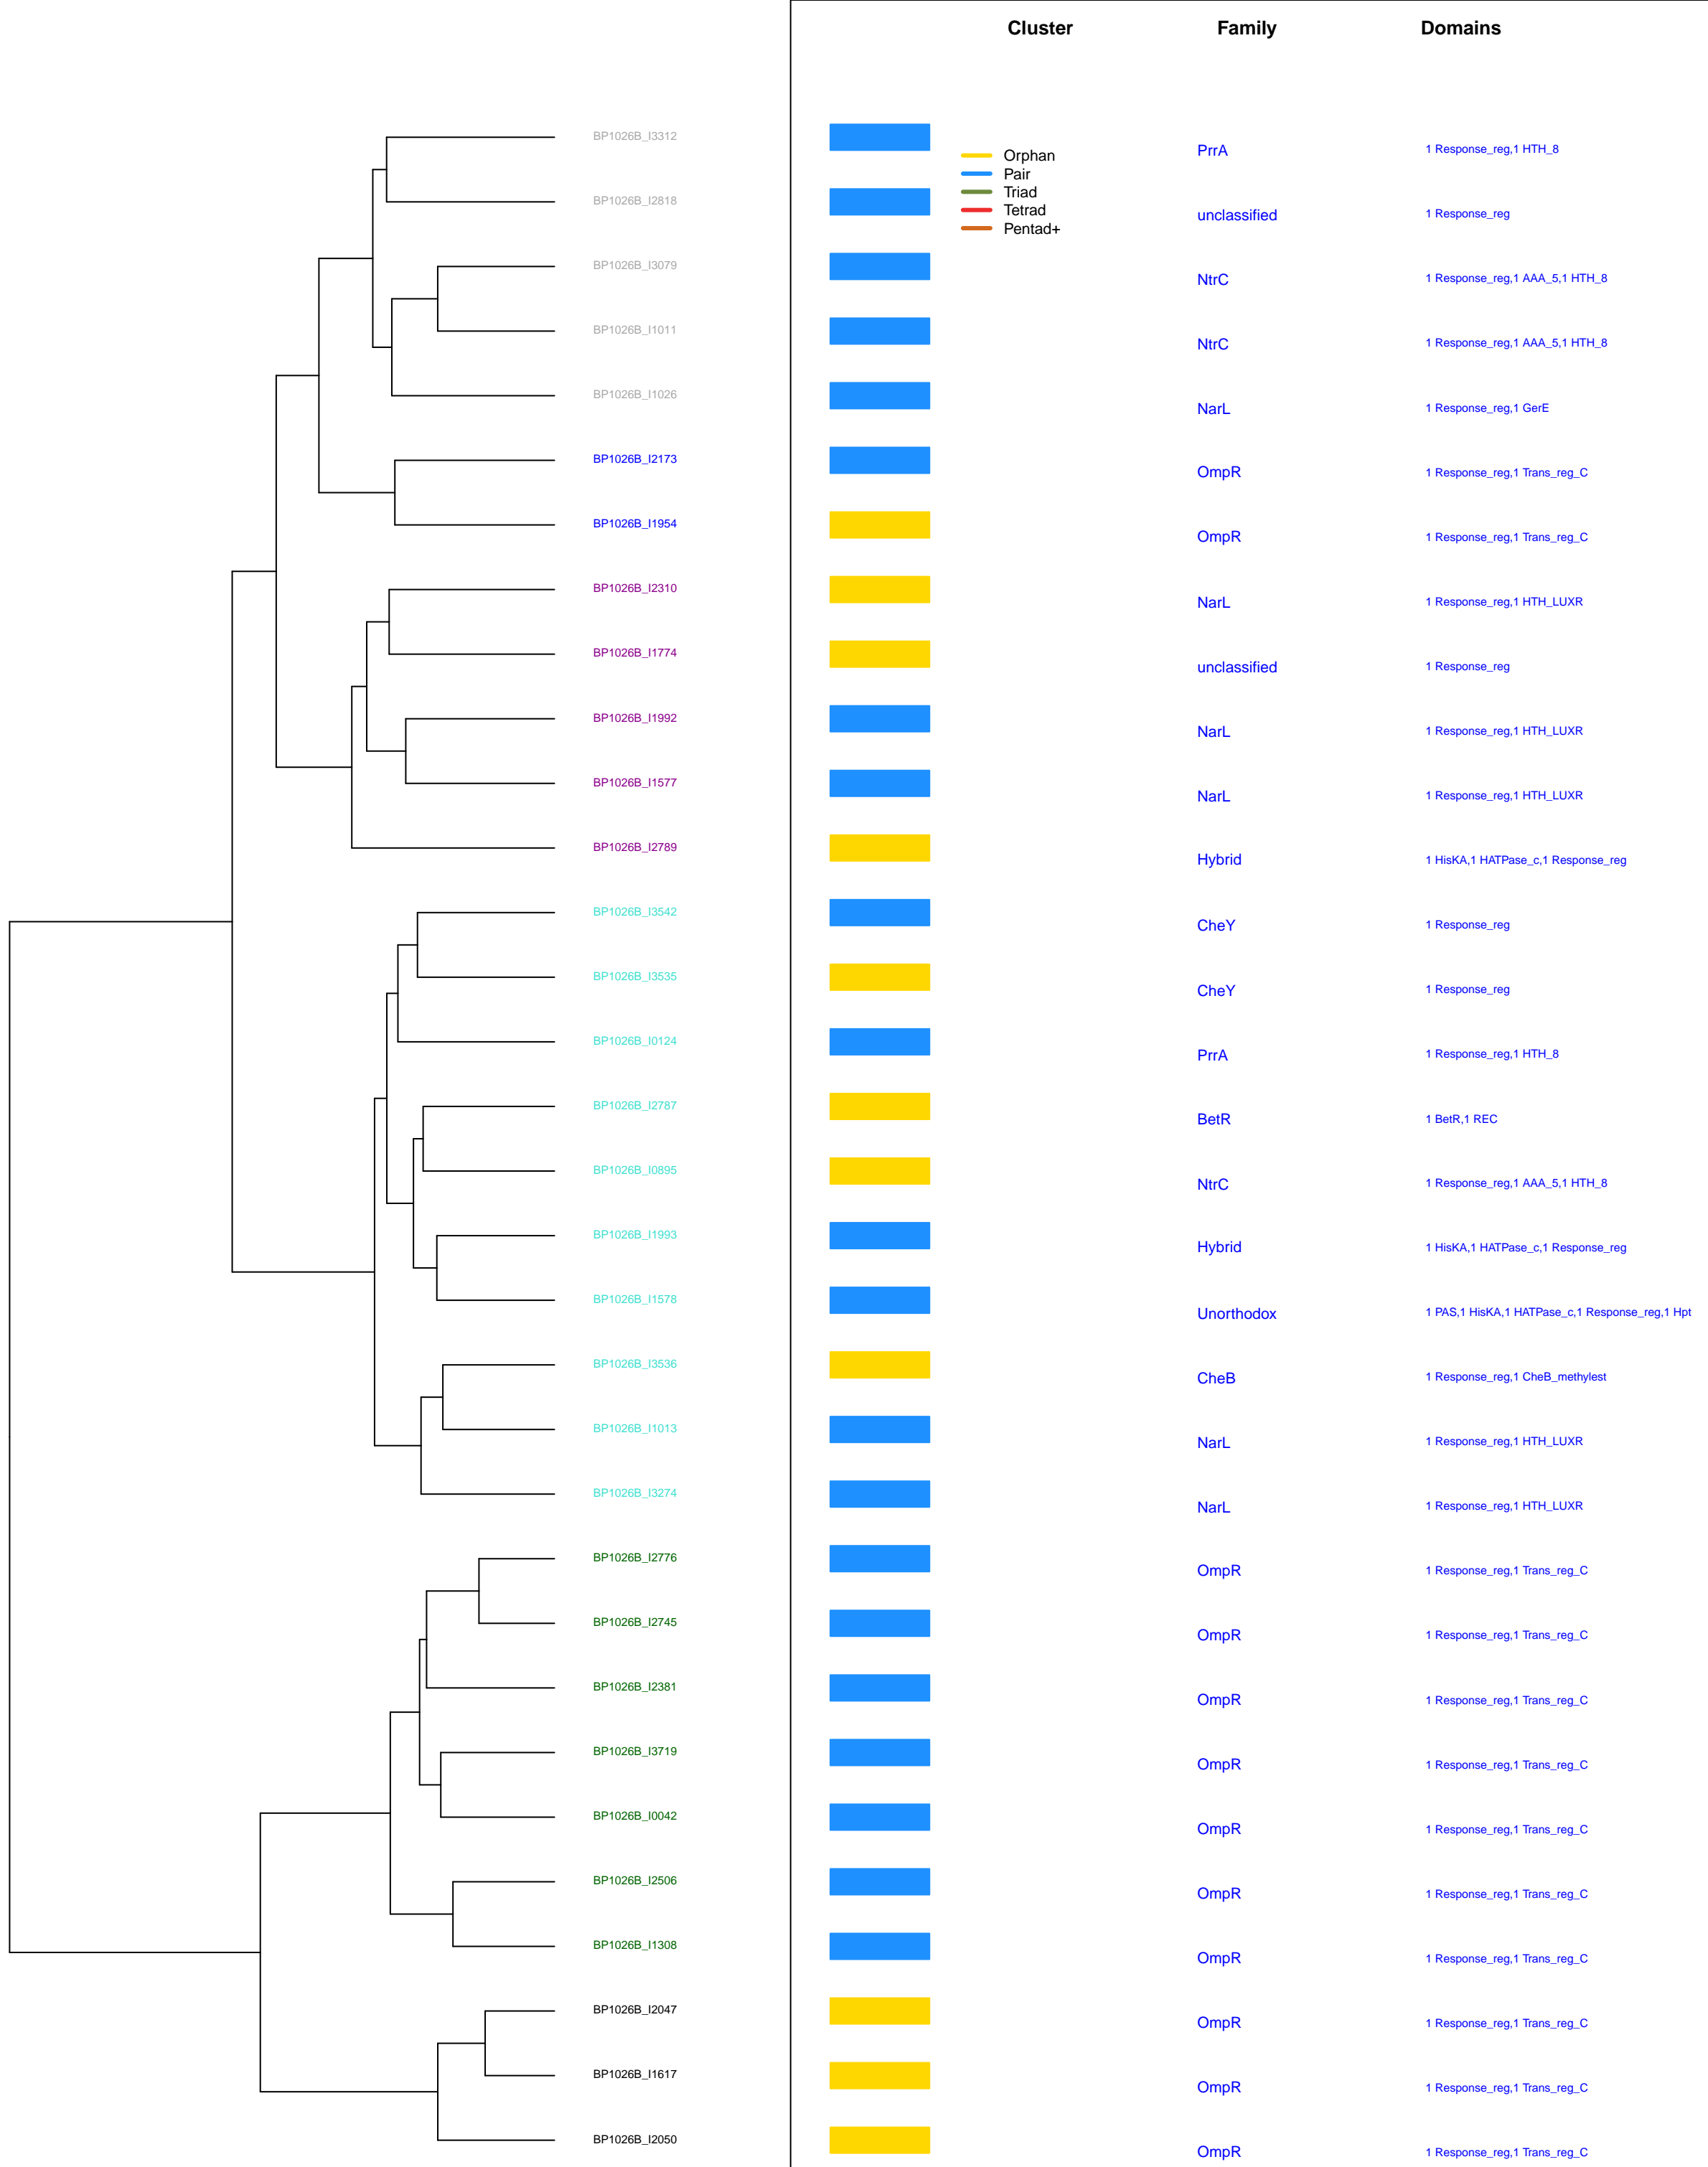 Cluster Family Domains
BP1026B_I3312 PrrA 1 Response_reg,1 HTH_8
Orphan
Pair
Triad
Tetrad
Pentad+
BP1026B_I2818 unclassified 1 Response_reg
BP1026B_I3079 NtrC 1 Response_reg,1 AAA_5,1 HTH_8
BP1026B_I1011 NtrC 1 Response_reg,1 AAA_5,1 HTH_8
BP1026B_I1026 NarL 1 Response_reg,1 GerE
BP1026B_I2173 OmpR 1 Response_reg,1 Trans_reg_C
BP1026B_I1954 OmpR 1 Response_reg,1 Trans_reg_C
BP1026B_I2310 NarL 1 Response_reg,1 HTH_LUXR
BP1026B_I1774 unclassified 1 Response_reg
BP1026B_I1992 NarL 1 Response_reg,1 HTH_LUXR
BP1026B_I1577 NarL 1 Response_reg,1 HTH_LUXR
BP1026B_I2789 Hybrid 1 HisKA,1 HATPase_c,1 Response_reg
BP1026B_I3542 CheY 1 Response_reg
BP1026B_I3535 CheY 1 Response_reg
BP1026B_I0124 PrrA 1 Response_reg,1 HTH_8
BP1026B_I2787 BetR 1 BetR,1 REC
BP1026B_I0895 NtrC 1 Response_reg,1 AAA_5,1 HTH_8
BP1026B_I1993 Hybrid 1 HisKA,1 HATPase_c,1 Response_reg
BP1026B_I1578 Unorthodox 1 PAS,1 HisKA,1 HATPase_c,1 Response_reg,1 Hpt
BP1026B_I3536 CheB 1 Response_reg,1 CheB_methylest
BP1026B_I1013 NarL 1 Response_reg,1 HTH_LUXR
BP1026B_I3274 NarL 1 Response_reg,1 HTH_LUXR
BP1026B_I2776 OmpR 1 Response_reg,1 Trans_reg_C
BP1026B_I2745 OmpR 1 Response_reg,1 Trans_reg_C
BP1026B_I2381 OmpR 1 Response_reg,1 Trans_reg_C
BP1026B_I3719 OmpR 1 Response_reg,1 Trans_reg_C
BP1026B_I0042 OmpR 1 Response_reg,1 Trans_reg_C
BP1026B_I2506 OmpR 1 Response_reg,1 Trans_reg_C
BP1026B_I1308 OmpR 1 Response_reg,1 Trans_reg_C
BP1026B_I2047 OmpR 1 Response_reg,1 Trans_reg_C
BP1026B_I1617 OmpR 1 Response_reg,1 Trans_reg_C
BP1026B_I2050 OmpR 1 Response_reg,1 Trans_reg_C